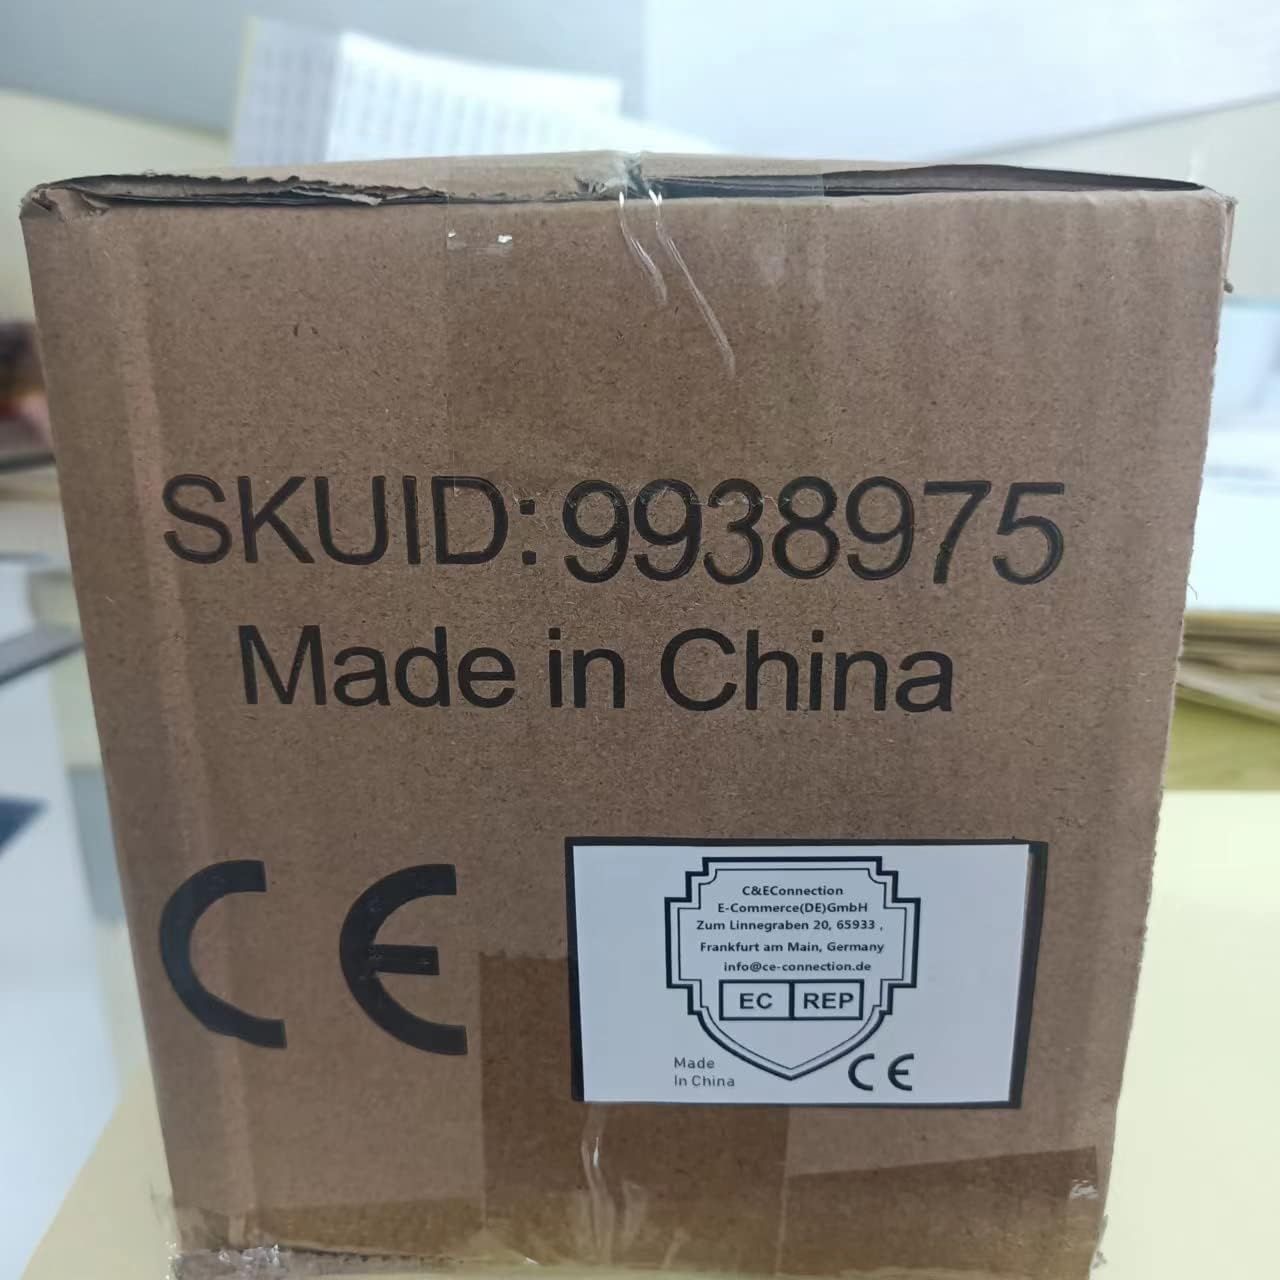 SKUID: 9938975
Made in China
CE
C&EConnection
E-Commerce(DE)GmbH
Zum Linnegraben 20, 65933 ,
Frankfurt am Main, Germany
info@ce-connection.de
EC REP
Made
In China
CE